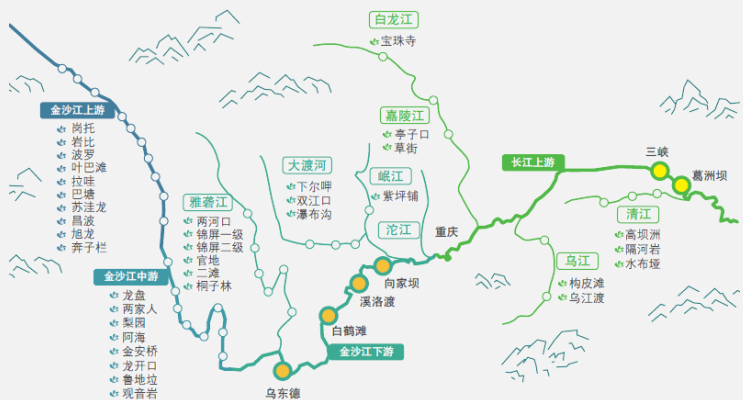 白龙江
宝珠寺
嘉陵江
亭子口
草街
金沙江上游
岗托
岩比
波罗
叶巴滩
拉哇
巴塘
苏洼龙
昌波
旭龙
奔子栏
大渡河
下尔呷
双江口
瀑布沟
岷江
紫坪铺
沱江
雅砻江
两河口
锦屏一级
锦屏二级
官地
二滩
桐子林
长江上游
三峡
葛洲坝
清江
高坝洲
隔河岩
水布垭
重庆
乌江
构皮滩
乌江渡
金沙江中游
龙盘
两家人
梨园
阿海
金安桥
龙开口
鲁地垃
观音岩
向家坝
溪洛渡
白鹤滩
金沙江下游
乌东德